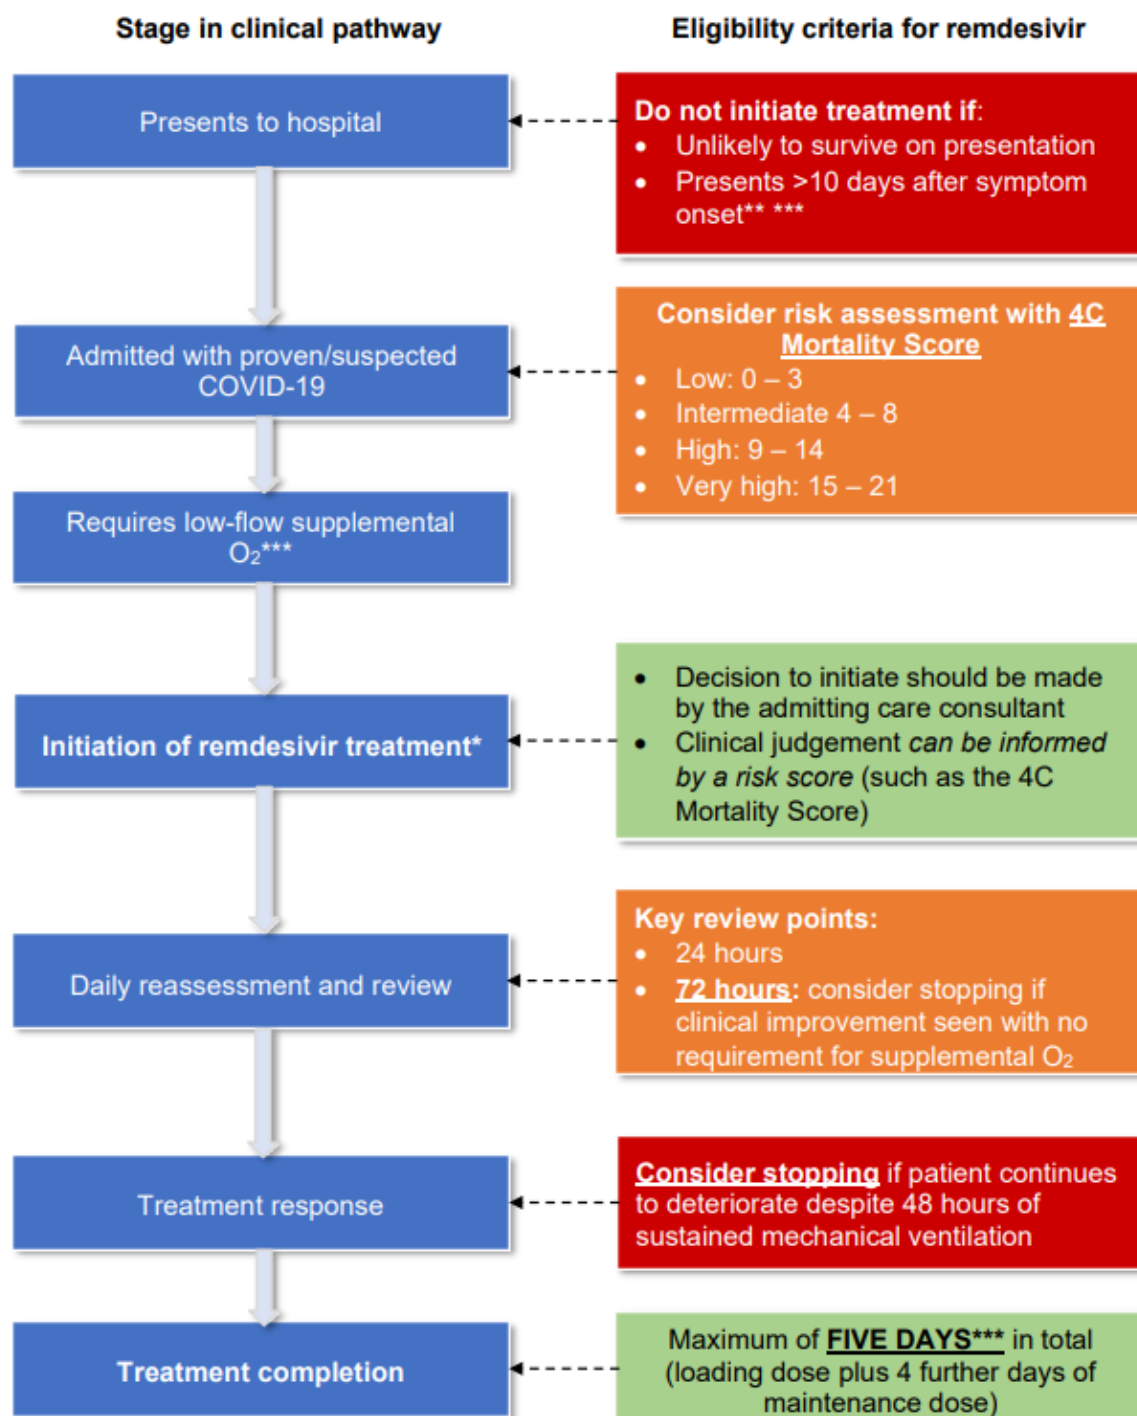 Stage in clinical pathway
Eligibility criteria for remdesivir
Presents to hospital
Do not initiate treatment if:
• Unlikely to survive on presentation
• Presents >10 days after symptom
onset** ***
Admitted with proven/suspected
COVID-19
Consider risk assessment with 4C
Mortality Score
• Low: 0 – 3
• Intermediate 4 – 8
• High: 9 – 14
• Very high: 15 – 21
Requires low-flow supplemental
O₂***
Initiation of remdesivir treatment*
• Decision to initiate should be made
by the admitting care consultant
• Clinical judgement can be informed
by a risk score (such as the 4C
Mortality Score)
Daily reassessment and review
Key review points:
• 24 hours
• 72 hours: consider stopping if
clinical improvement seen with no
requirement for supplemental O₂
Treatment response
Consider stopping if patient continues
to deteriorate despite 48 hours of
sustained mechanical ventilation
Treatment completion
Maximum of FIVE DAYS*** in total
(loading dose plus 4 further days of
maintenance dose)